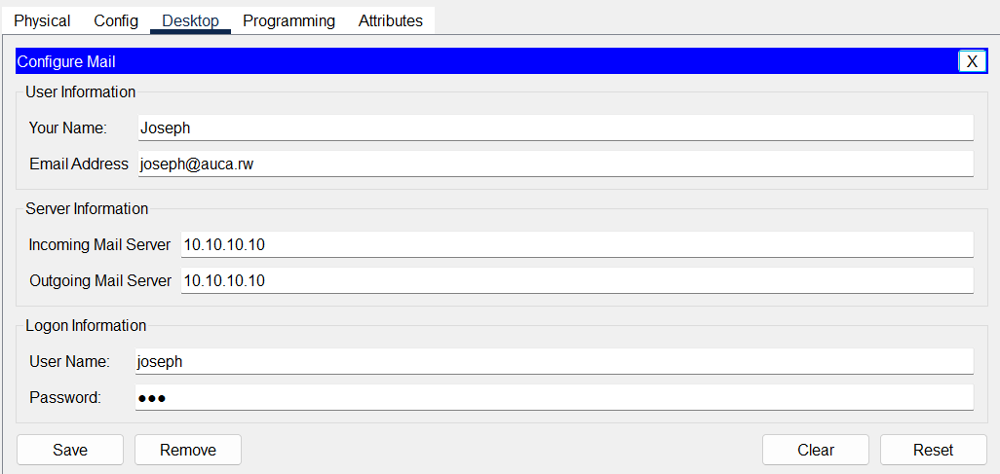 Physical Config Desktop Programming Attributes
Configure Mail X
User Information
Your Name: Joseph
Email Address joseph@auca.rw
Server Information
Incoming Mail Server 10.10.10.10
Outgoing Mail Server 10.10.10.10
Logon Information
User Name: joseph
Password: ●●●
Save Remove Clear Reset